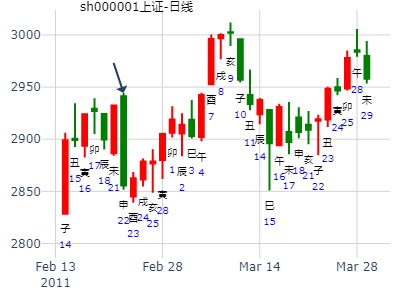 sh000001上证-日线
3000
2950
2900
2850
2800
子
14
丑
15
寅
16
卯
17
辰
18
未
21
申
22
酉
23
戌
24
亥
25
寅
28
卯
1
辰
2
巳
3
午
4
酉
7
戌
8
亥
9
子
10
丑
11
辰
14
巳
15
午
16
未
17
申
18
亥
21
子
22
丑
23
寅
24
卯
25
午
28
未
29
Feb 13
2011
Feb 28
Mar 14
Mar 28